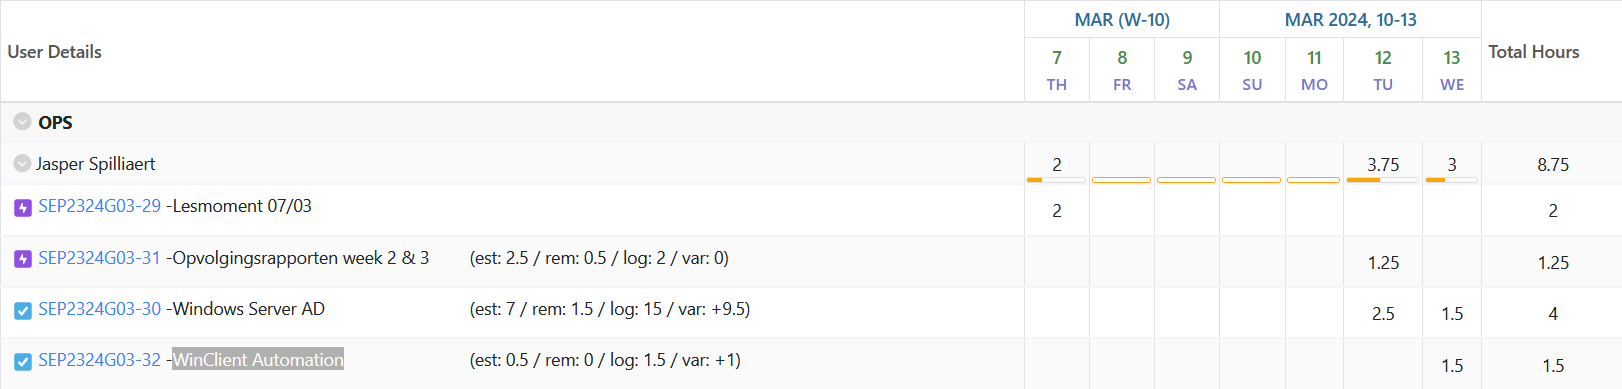 MAR (W-10) MAR 2024, 10-13
User Details Total Hours
7 8 9 10 11 12 13
TH FR SA SU MO TU WE
OPS
Jasper Spilliaert 2 3.75 3 8.75
SEP2324G03-29 -Lesmoment 07/03 2 2
SEP2324G03-31 -Opvolgingsrapporten week 2 & 3 (est: 2.5 / rem: 0.5 / log: 2 / var: 0) 1.25 1.25
SEP2324G03-30 -Windows Server AD (est: 7 / rem: 1.5 / log: 15 / var: +9.5) 2.5 1.5 4
SEP2324G03-32 -WinClient Automation (est: 0.5 / rem: 0 / log: 1.5 / var: +1) 1.5 1.5